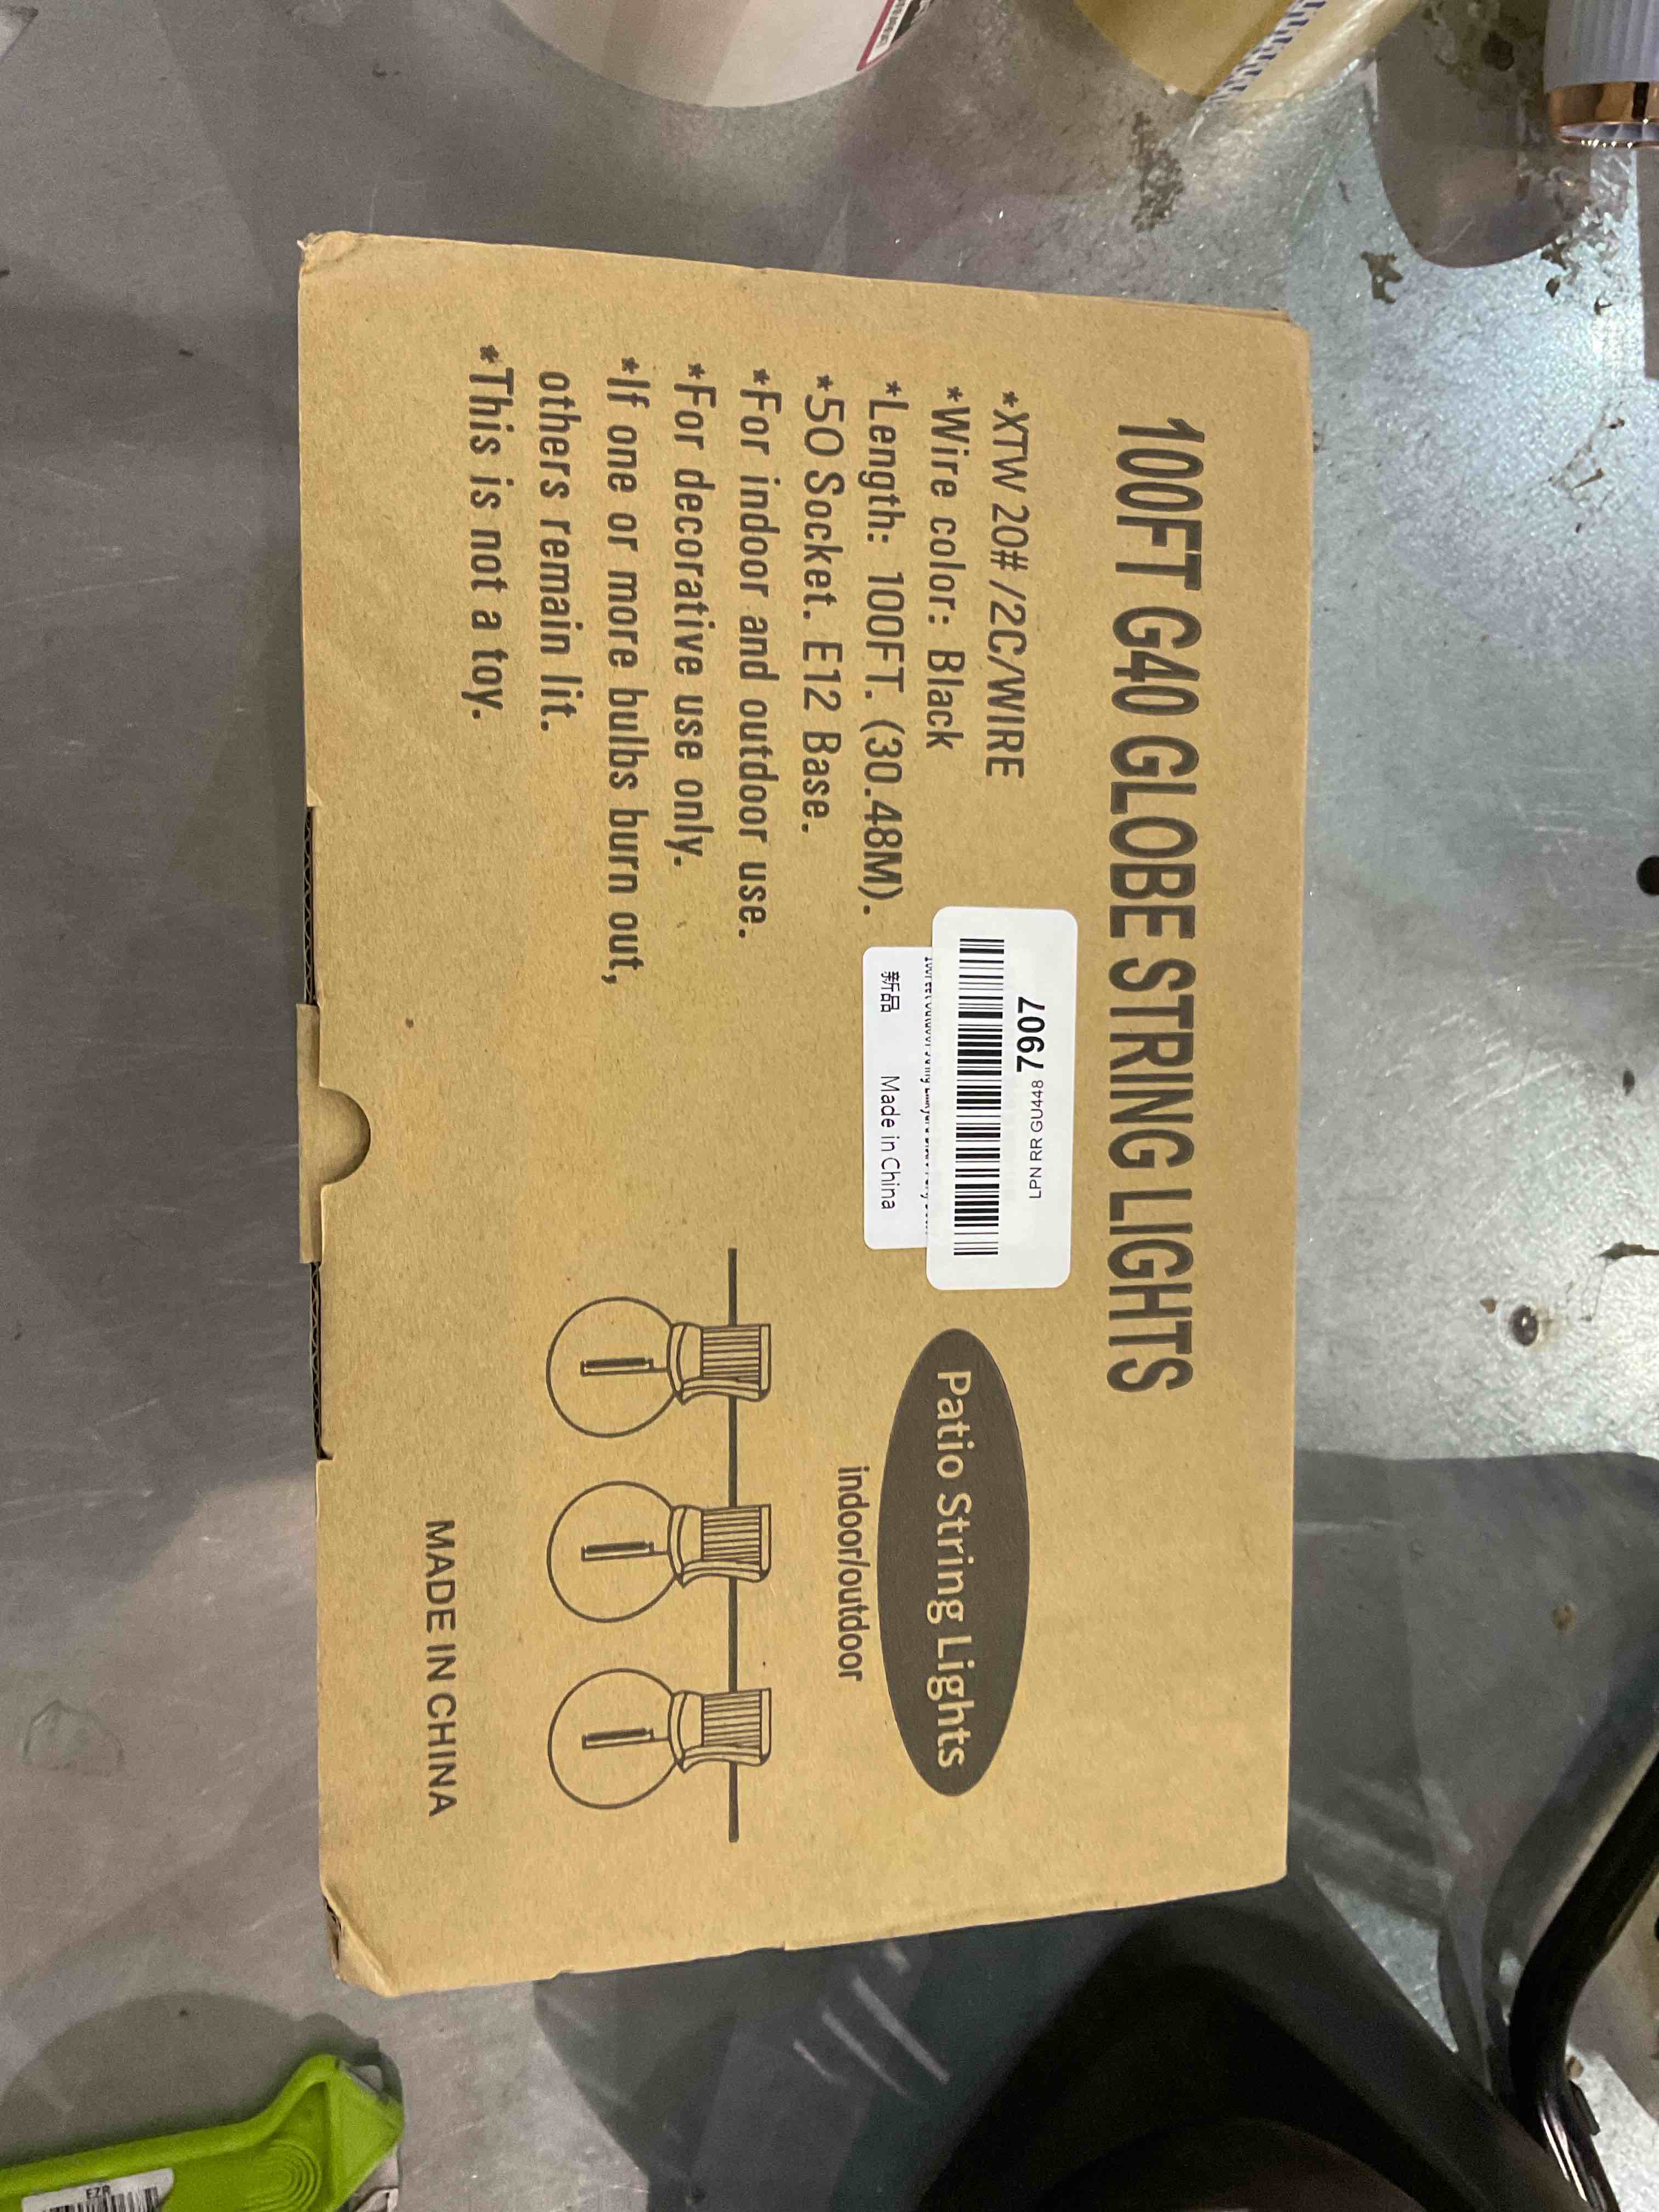 100FT G40 GLOBE STRING LIGHTS
*XTW 20# /2C/WIRE
*Wire color: Black
*Length: 100FT. (30.48M).
*50 Socket. E12 Base.
*For indoor and outdoor use.
*For decorative use only.
*If one or more bulbs burn out,
others remain lit.
*This is not a toy.
LPN RR GU448 7907
新品 Made in China
Patio String Lights
indoor/outdoor
MADE IN CHINA
EZR